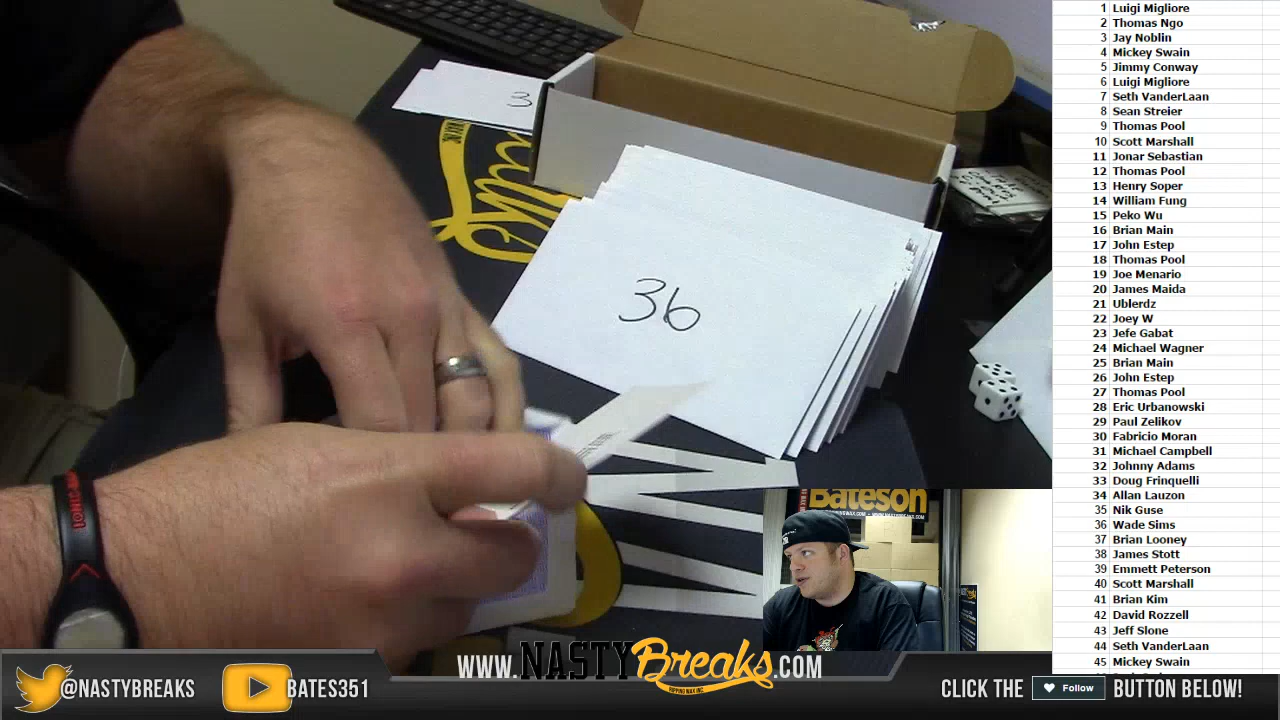 1 Luigi Migliore
2 Thomas Ngo
3 Jay Noblin
4 Mickey Swain
5 Jimmy Conway
6 Luigi Migliore
7 Seth VanderLaan
8 Sean Streier
9 Thomas Pool
10 Scott Marshall
11 Jonar Sebastian
12 Thomas Pool
13 Henry Soper
14 William Fung
15 Peko Wu
16 Brian Main
17 John Estep
18 Thomas Pool
19 Joe Menario
20 James Maida
21 Ublerdz
22 Joey W
23 Jefe Gabat
24 Michael Wagner
25 Brian Main
26 John Estep
27 Thomas Pool
28 Eric Urbanowski
29 Paul Zelikov
30 Fabricio Moran
31 Michael Campbell
32 Johnny Adams
33 Doug Frinquelli
34 Allan Lauzon
35 Nik Guse
36 Wade Sims
37 Brian Looney
38 James Stott
39 Emmett Peterson
40 Scott Marshall
41 Brian Kim
42 David Rozzell
43 Jeff Slone
44 Seth VanderLaan
45 Mickey Swain
3
36
Bateson
@NASTYBREAKS
BATES351
WWW.NASTYBreaks.COM
RIPPING WAX INC.
CLICK THE Follow BUTTON BELOW!